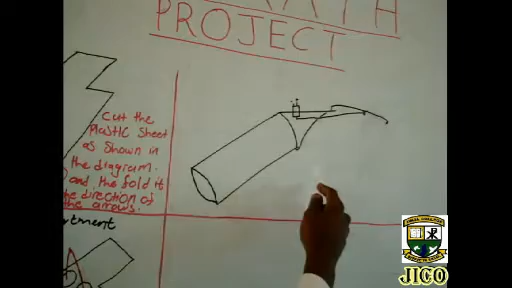 PROJECT
cut the
Plastic Sheet
as Shown in
the diagram.
and the fold it
the direction of
the arrows.
JICO